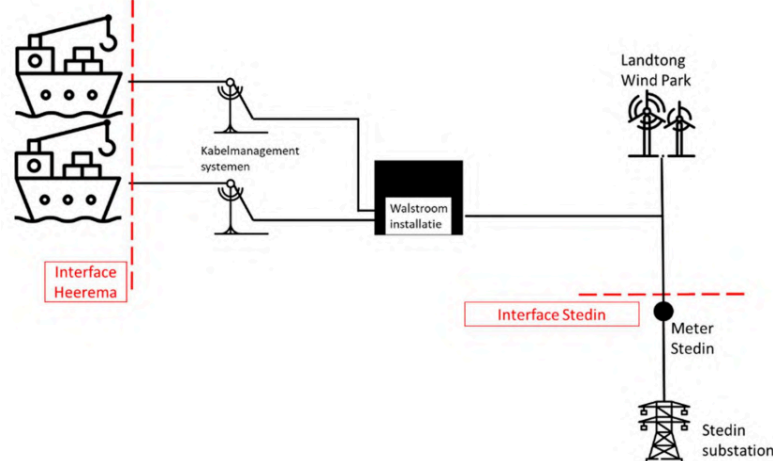 Landtong
Wind Park
Kabelmanagement
systemen
Walstroom
installatie
Interface
Heerema
Interface Stedin
Meter
Stedin
Stedin
substation